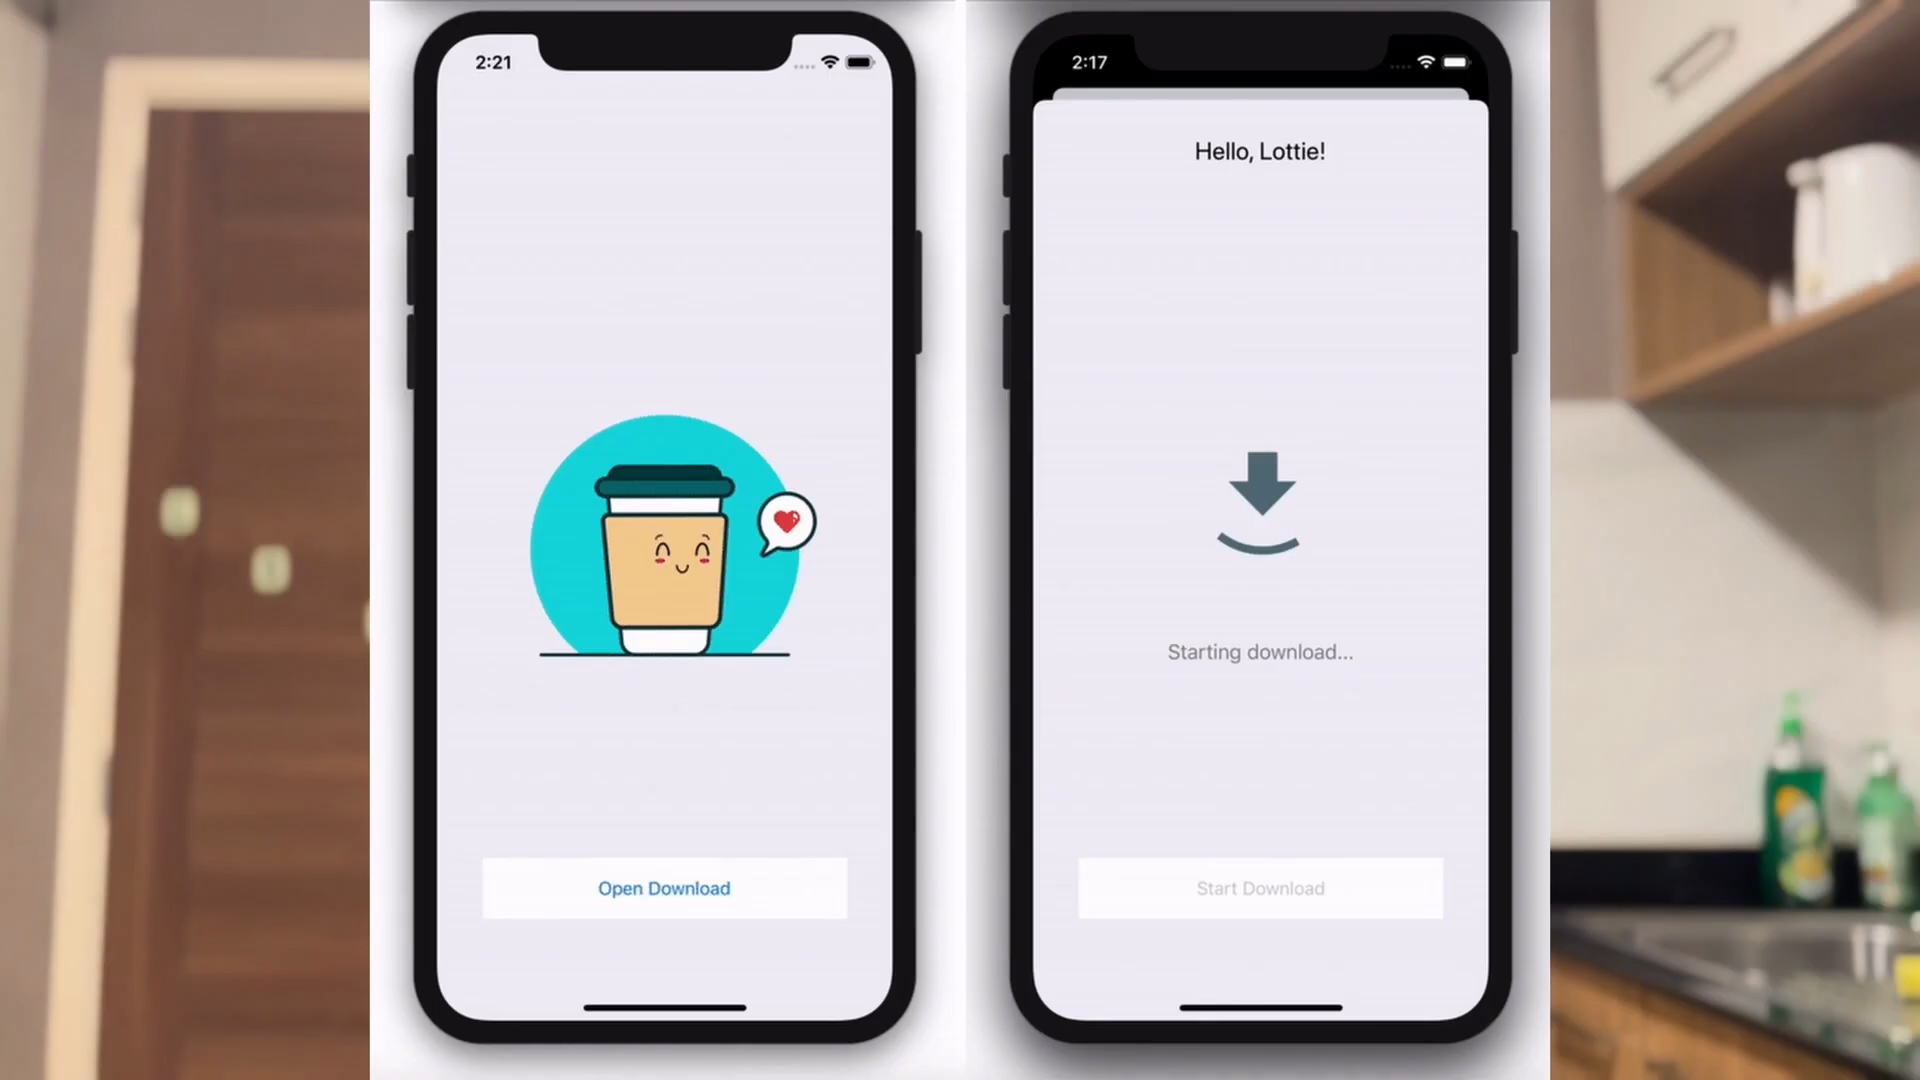 2:21
Open Download
2:17
Hello, Lottie!
Starting download...
Start Download